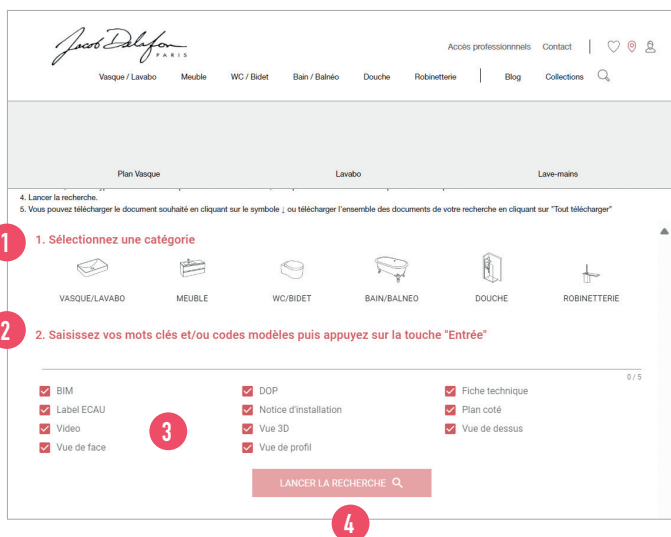 Jacob Delafon
PARIS
Accès professionnnels Contact
Vasque / Lavabo Meuble WC / Bidet Bain / Balnéo Douche Robinetterie Blog Collections
Plan Vasque Lavabo Lave-mains
4. Lancer la recherche.
5. Vous pouvez télécharger le document souhaité en cliquant sur le symbole ↓ ou télécharger l'ensemble des documents de votre recherche en cliquant sur "Tout télécharger"
1
1. Sélectionnez une catégorie
VASQUE/LAVABO MEUBLE WC/BIDET BAIN/BALNEO DOUCHE ROBINETTERIE
2
2. Saisissez vos mots clés et/ou codes modèles puis appuyez sur la touche "Entrée"
0 / 5
BIM DOP Fiche technique
Label ECAU Notice d'installation Plan coté
Video 3 Vue 3D Vue de dessus
Vue de face Vue de profil
LANCER LA RECHERCHE
4